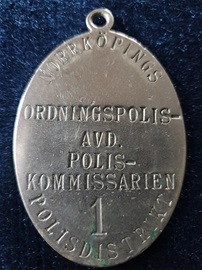 NORRKÖPINGS
ORDNINGSPOLIS-
AVD.
POLIS-
KOMMISSARIEN
1
POLISDISTRIKT